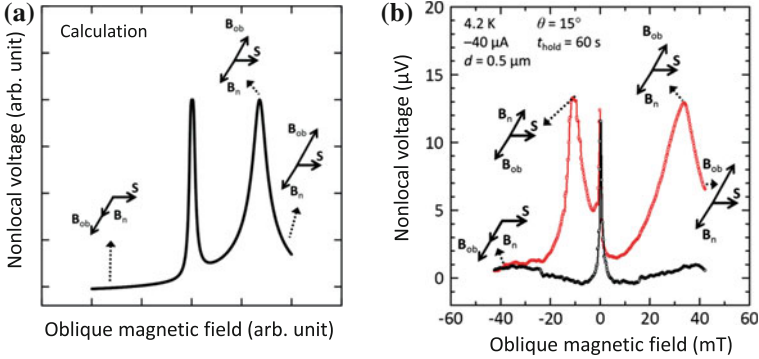 (a)
Nonlocal voltage (arb. unit)
Calculation
B_ob
S
B_n
B_ob
S
B_n
S
B_ob
B_n
Oblique magnetic field (arb. unit)
(b)
Nonlocal voltage (μV)
20
15
10
5
0
4.2 K θ = 15°
−40 μA t_hold = 60 s
d = 0.5 μm
B_ob
S
B_n
B_n
S
B_ob
B_ob
S
B_n
S
B_ob
B_n
−60 −40 −20 0 20 40 60
Oblique magnetic field (mT)